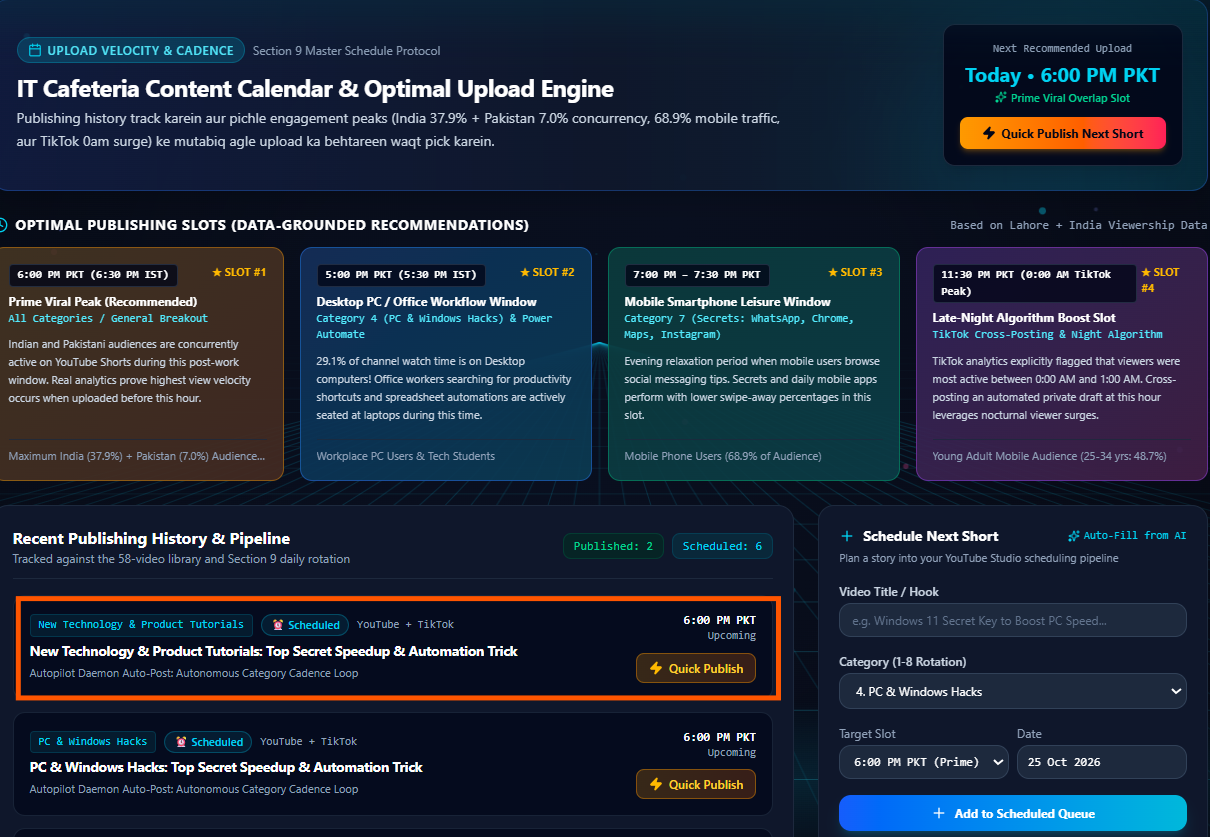 UPLOAD VELOCITY & CADENCE Section 9 Master Schedule Protocol
IT Cafeteria Content Calendar & Optimal Upload Engine
Publishing history track karein aur pichle engagement peaks (India 37.9% + Pakistan 7.0% concurrency, 68.9% mobile traffic,
aur TikTok 0am surge) ke mutabiq agle upload ka behtareen waqt pick karein.
Next Recommended Upload
Today • 6:00 PM PKT
Prime Viral Overlap Slot
Quick Publish Next Short
OPTIMAL PUBLISHING SLOTS (DATA-GROUNDED RECOMMENDATIONS)
Based on Lahore + India Viewership Data
6:00 PM PKT (6:30 PM IST)
★ SLOT #1
Prime Viral Peak (Recommended)
All Categories / General Breakout
Indian and Pakistani audiences are concurrently
active on YouTube Shorts during this post-work
window. Real analytics prove highest view velocity
occurs when uploaded before this hour.
Maximum India (37.9%) + Pakistan (7.0%) Audience...
5:00 PM PKT (5:30 PM IST)
★ SLOT #2
Desktop PC / Office Workflow Window
Category 4 (PC & Windows Hacks) & Power
Automate
29.1% of channel watch time is on Desktop
computers! Office workers searching for productivity
shortcuts and spreadsheet automations are actively
seated at laptops during this time.
Workplace PC Users & Tech Students
7:00 PM – 7:30 PM PKT
★ SLOT #3
Mobile Smartphone Leisure Window
Category 7 (Secrets: WhatsApp, Chrome,
Maps, Instagram)
Evening relaxation period when mobile users browse
social messaging tips. Secrets and daily mobile apps
perform with lower swipe-away percentages in this
slot.
Mobile Phone Users (68.9% of Audience)
11:30 PM PKT (0:00 AM TikTok
Peak)
★ SLOT
#4
Late-Night Algorithm Boost Slot
TikTok Cross-Posting & Night Algorithm
TikTok analytics explicitly flagged that viewers were
most active between 0:00 AM and 1:00 AM. Cross-
posting an automated private draft at this hour
leverages nocturnal viewer surges.
Young Adult Mobile Audience (25-34 yrs: 48.7%)
Recent Publishing History & Pipeline
Tracked against the 58-video library and Section 9 daily rotation
Published: 2
Scheduled: 6
New Technology & Product Tutorials
Scheduled
YouTube + TikTok
New Technology & Product Tutorials: Top Secret Speedup & Automation Trick
Autopilot Daemon Auto-Post: Autonomous Category Cadence Loop
6:00 PM PKT
Upcoming
Quick Publish
PC & Windows Hacks
Scheduled
YouTube + TikTok
PC & Windows Hacks: Top Secret Speedup & Automation Trick
Autopilot Daemon Auto-Post: Autonomous Category Cadence Loop
6:00 PM PKT
Upcoming
Quick Publish
+ Schedule Next Short
Auto-Fill from AI
Plan a story into your YouTube Studio scheduling pipeline
Video Title / Hook
e.g. Windows 11 Secret Key to Boost PC Speed...
Category (1-8 Rotation)
4. PC & Windows Hacks
Target Slot
6:00 PM PKT (Prime)
Date
25 Oct 2026
+ Add to Scheduled Queue